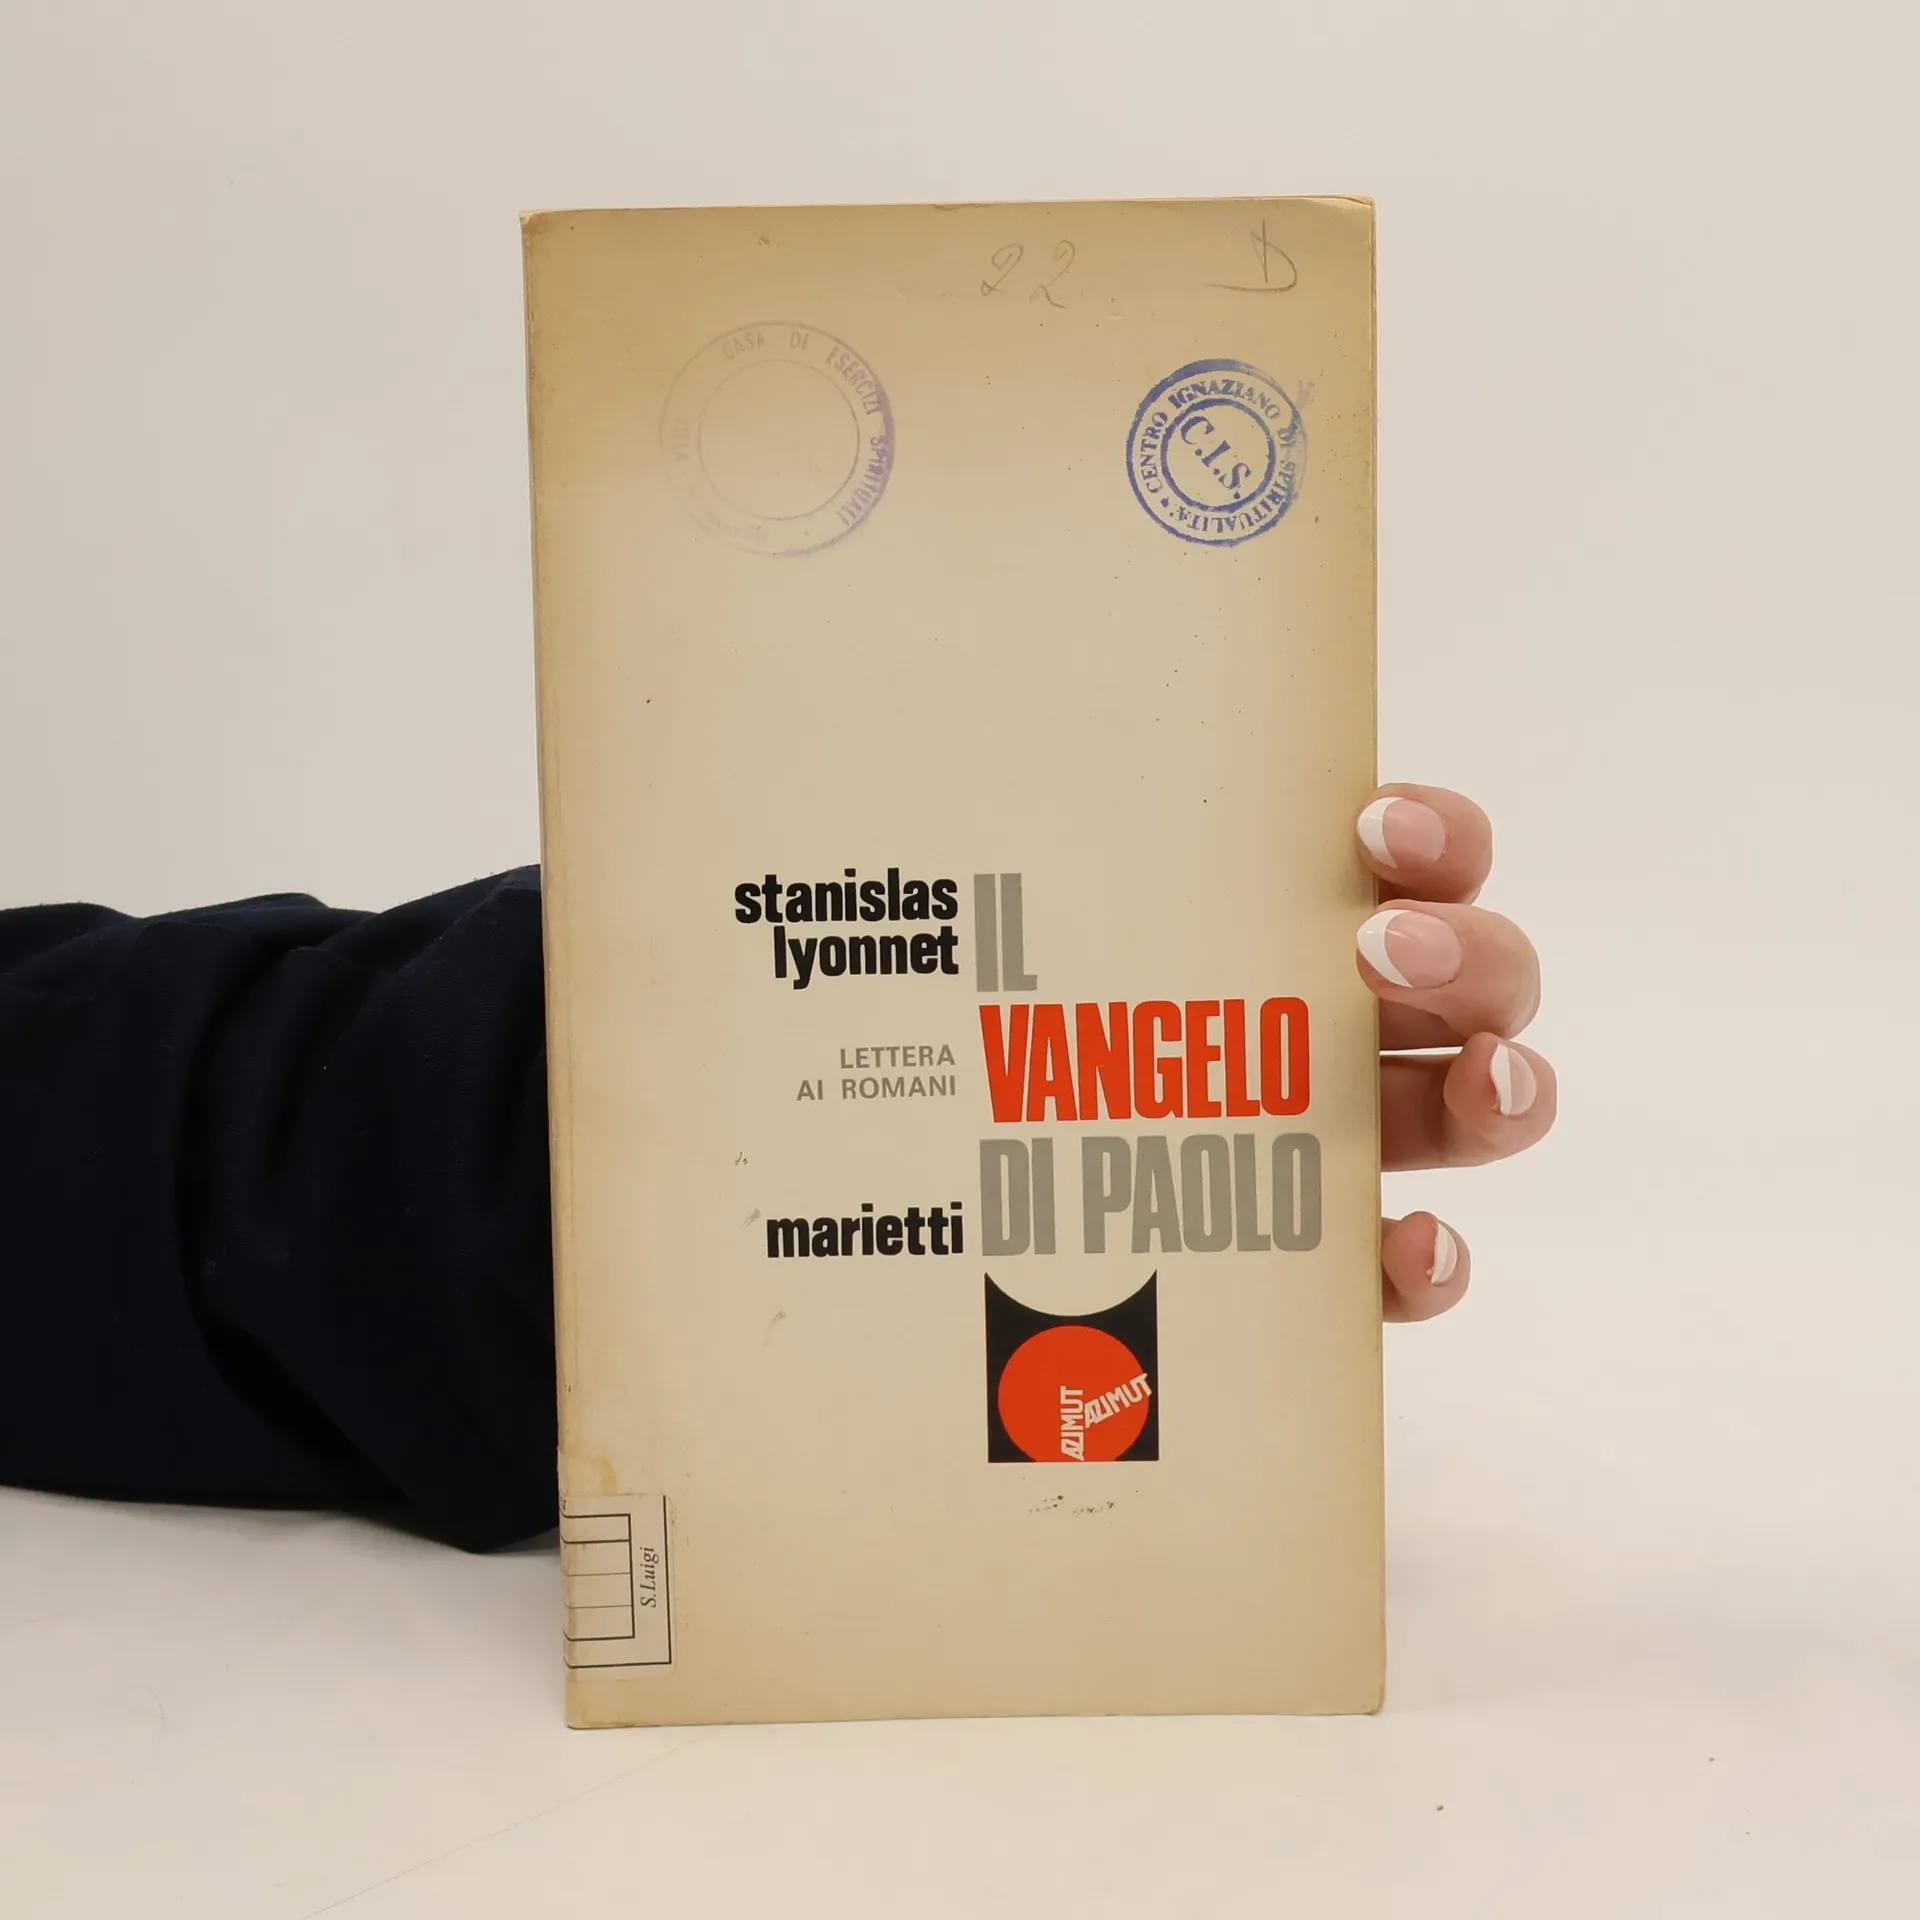 22 D
CASA DI ESERCIZI SPIRITUALI
CENTRO IGNAZIANO DI SPIRITUALITA'
C.I.S.
stanislas
lyonnet
IL
VANGELO
DI PAOLO
LETTERA
AI ROMANI
marietti
AZIMUT
AZIMUT
S. Luigi